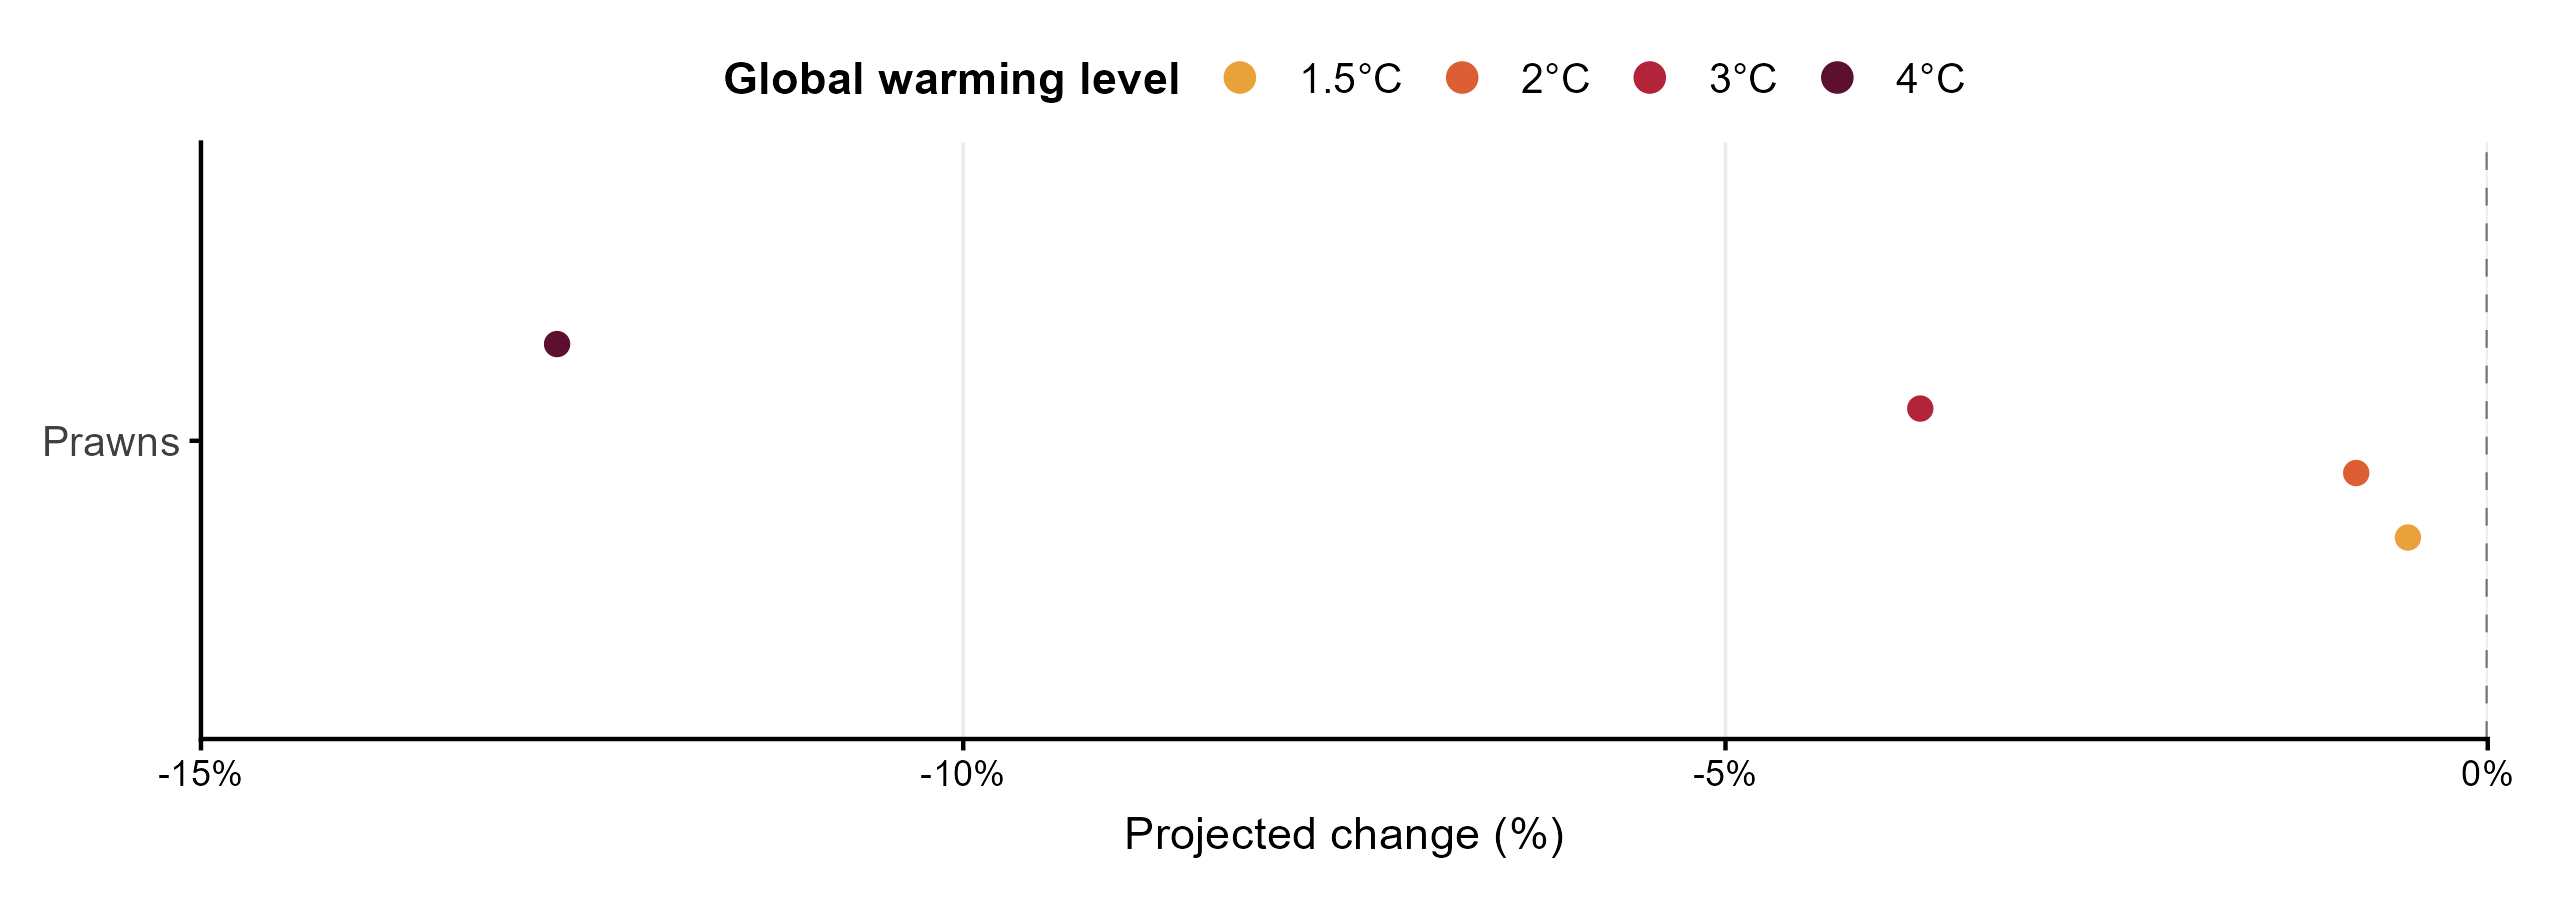 Global warming level 1.5°C 2°C 3°C 4°C
Prawns
-15% -10% -5% 0%
Projected change (%)